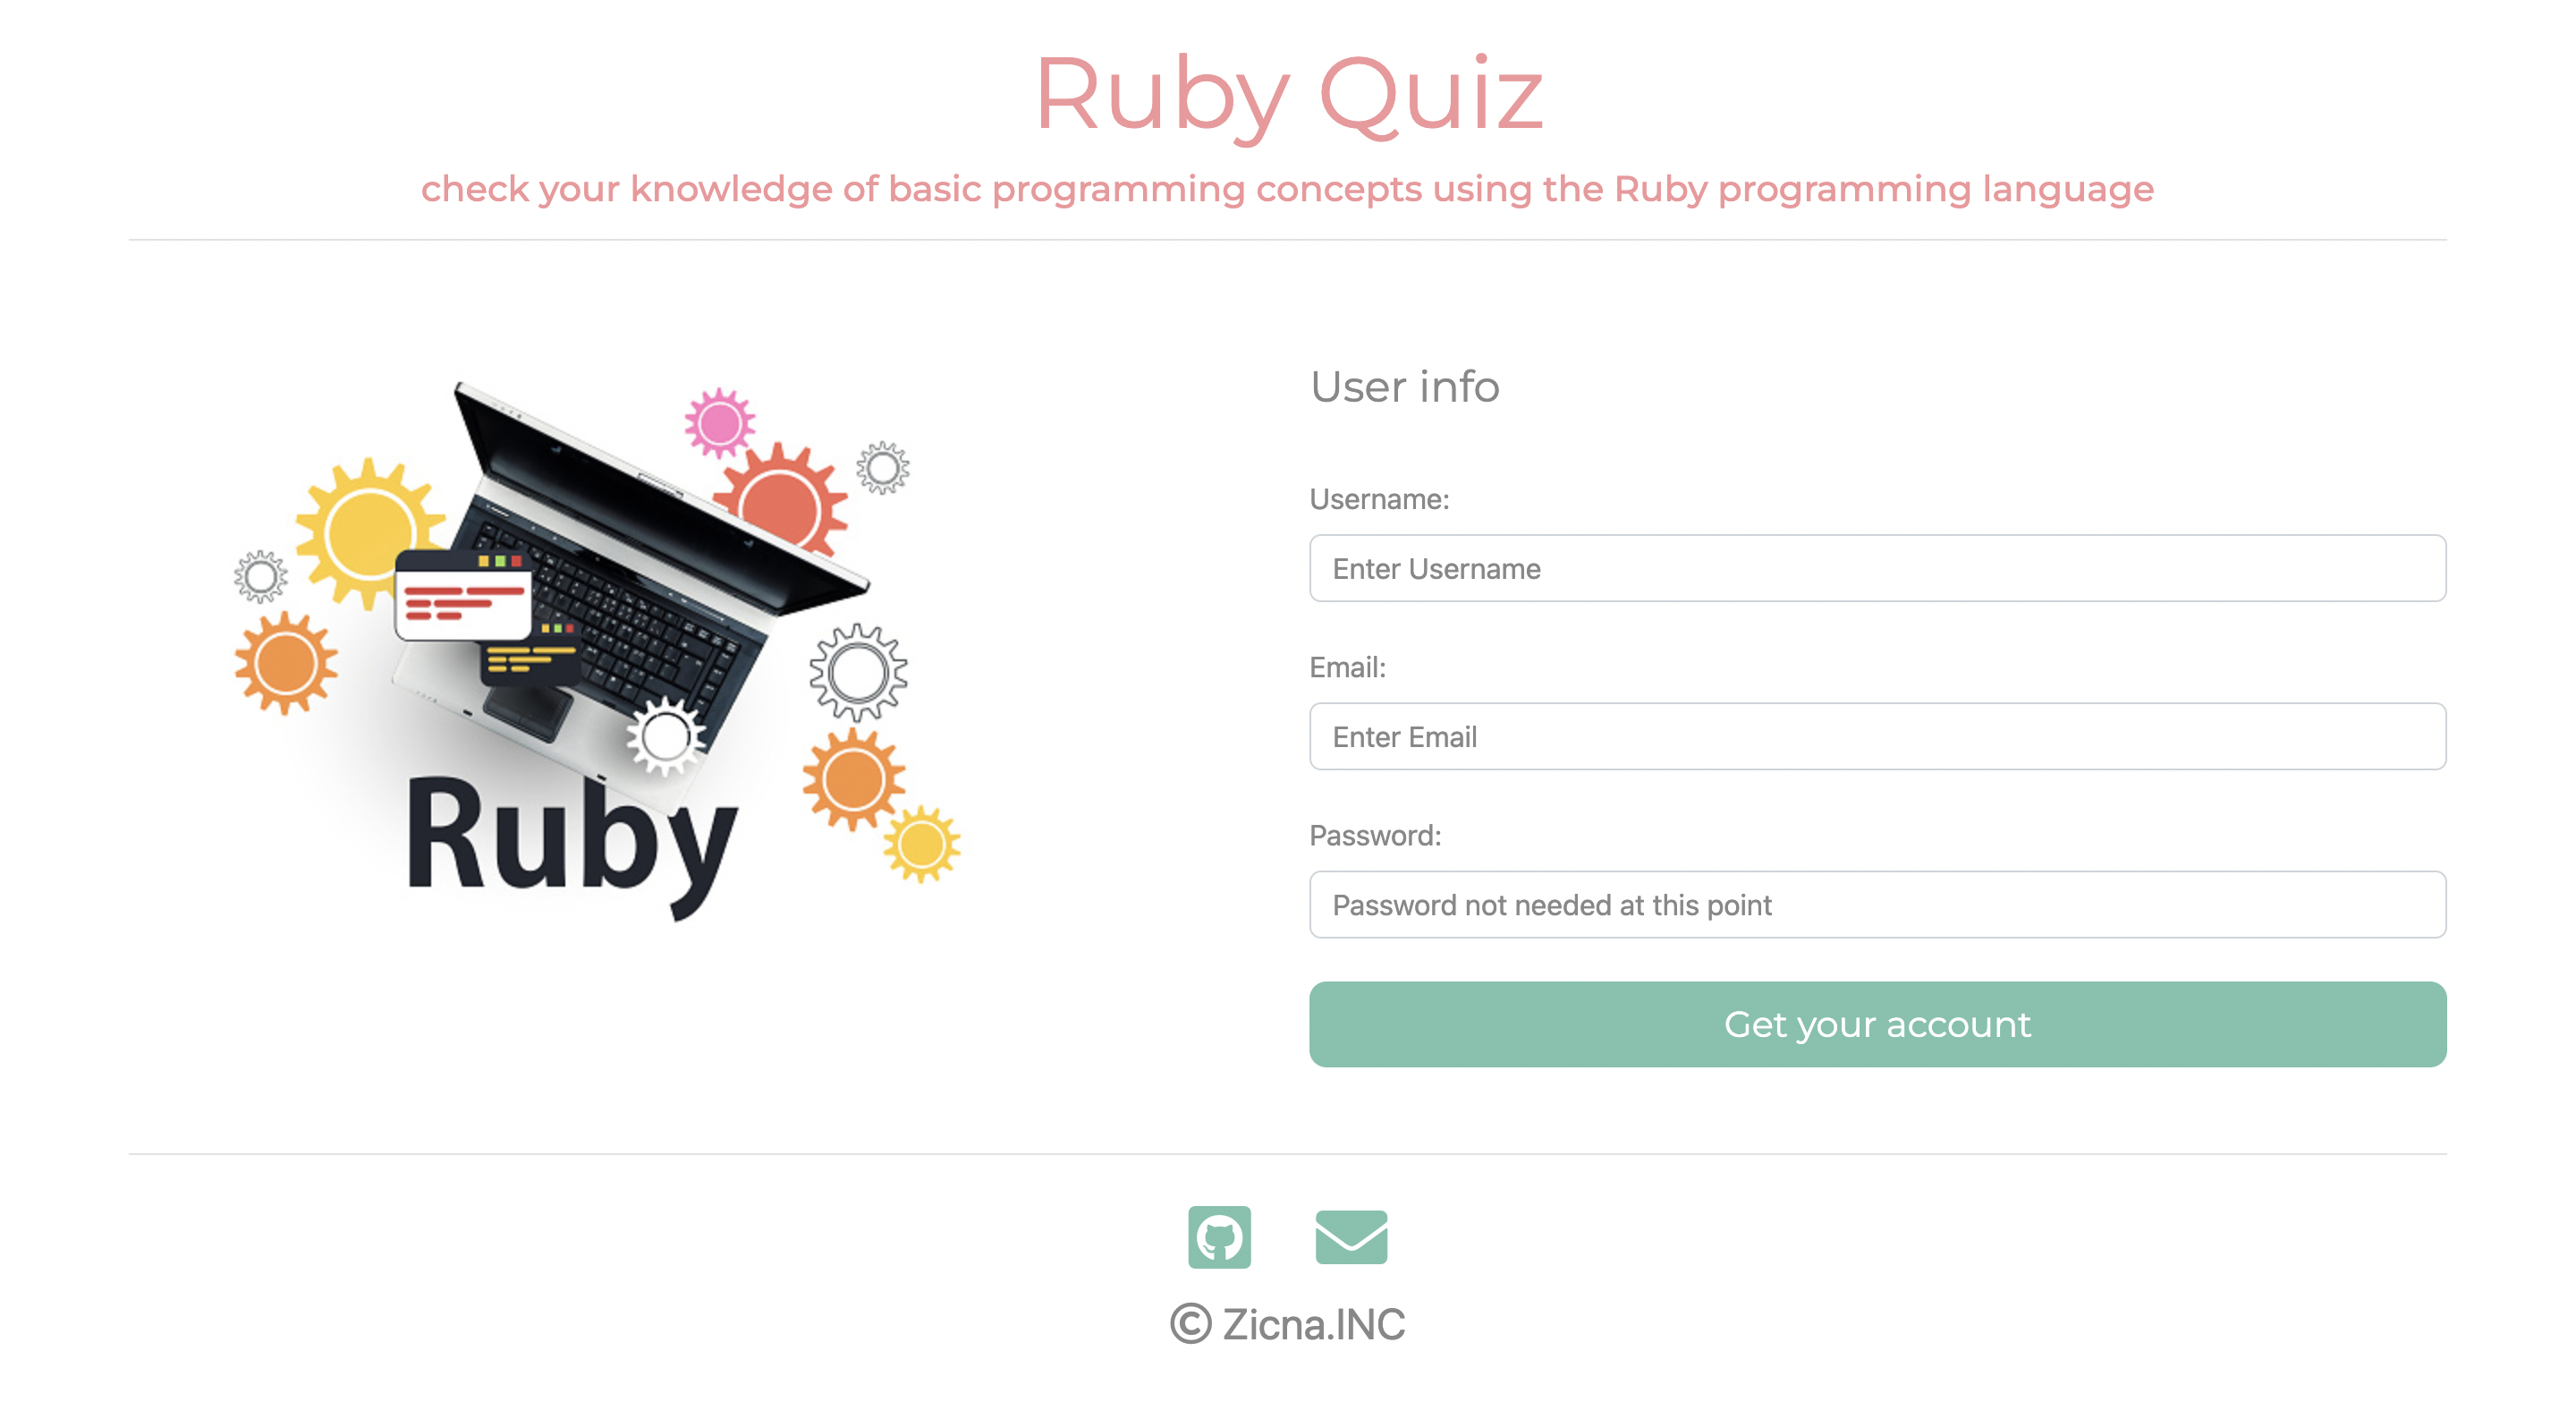 Ruby Quiz
check your knowledge of basic programming concepts using the Ruby programming language
Ruby
User info
Username:
Enter Username
Email:
Enter Email
Password:
Password not needed at this point
Get your account
© Zicna.INC